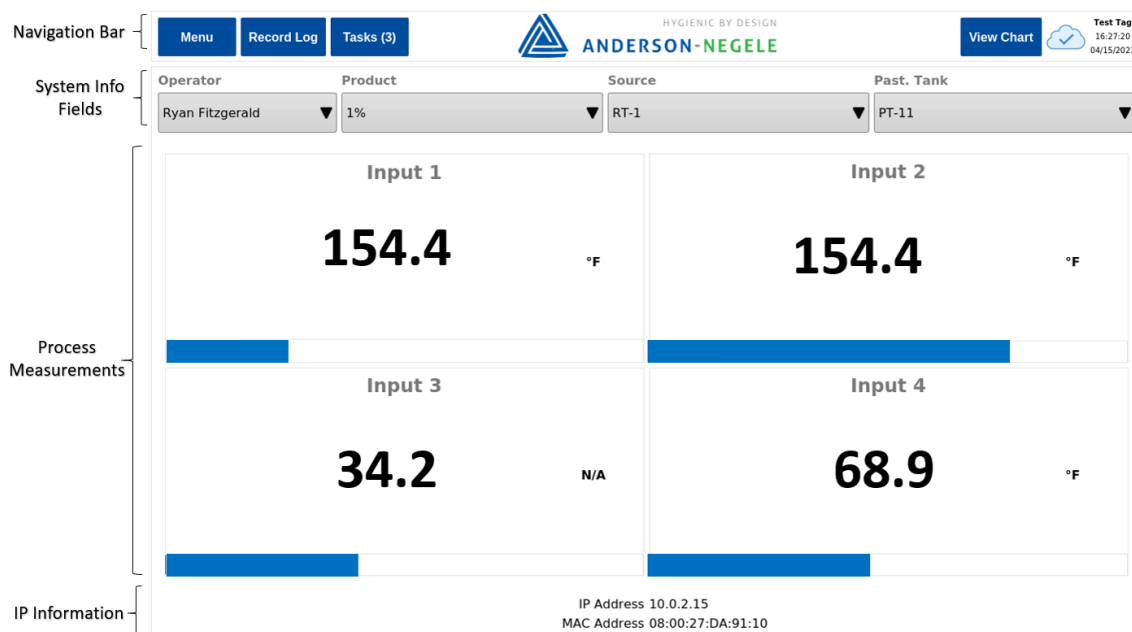 Navigation Bar
Menu
Record Log
Tasks (3)
HYGIENIC BY DESIGN
ANDERSON-NEGELE
View Chart
Test Tag
16:27:20
System Info
Fields
Operator
Product
Source
Past. Tank
Ryan Fitzgerald
1%
RT-1
PT-11
Process
Measurements
Input 1
154.4
°F
Input 2
154.4
°F
Input 3
34.2
N/A
Input 4
68.9
°F
IP Information
IP Address 10.0.2.15
MAC Address 08:00:27:DA:91:10